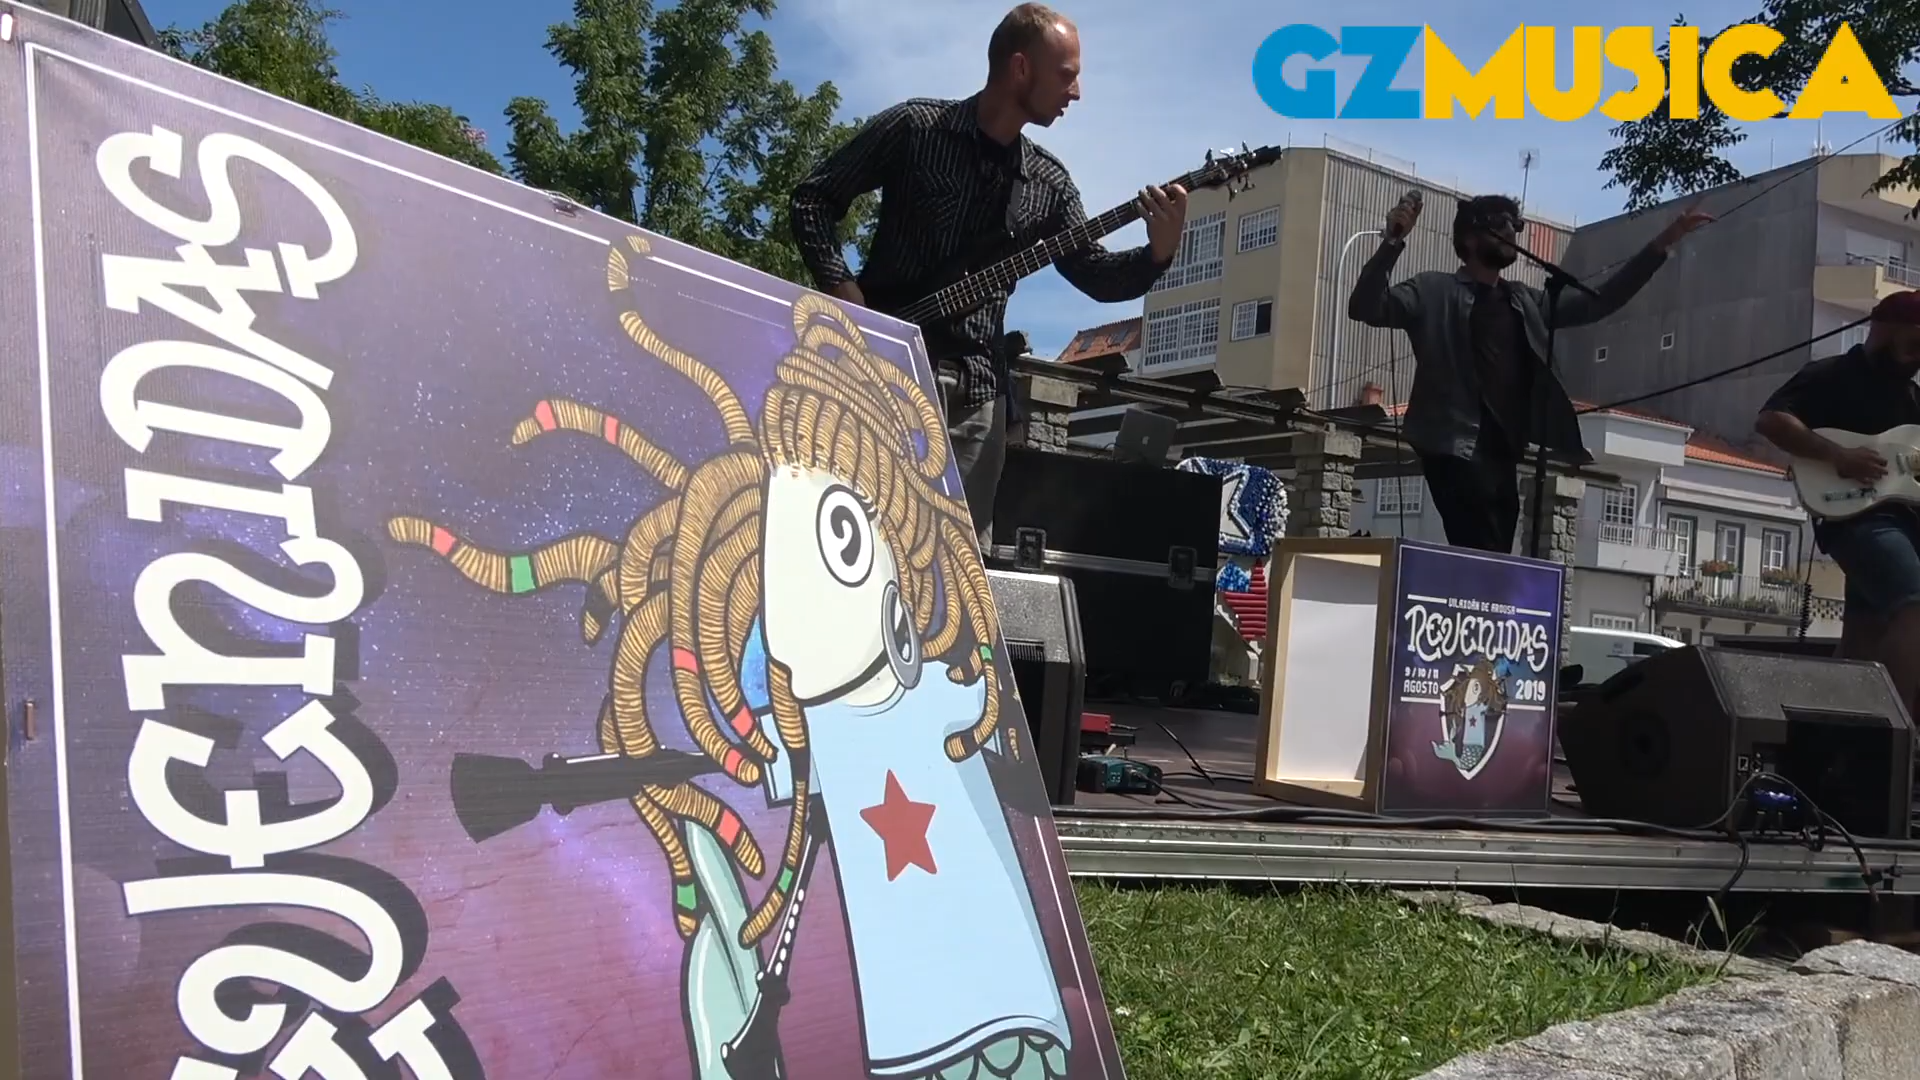 GZMUSICA
REVENIDAS
VILAXOÁN DE AROUSA
REVENIDAS
9 / 10 / 11
AGOSTO
2019